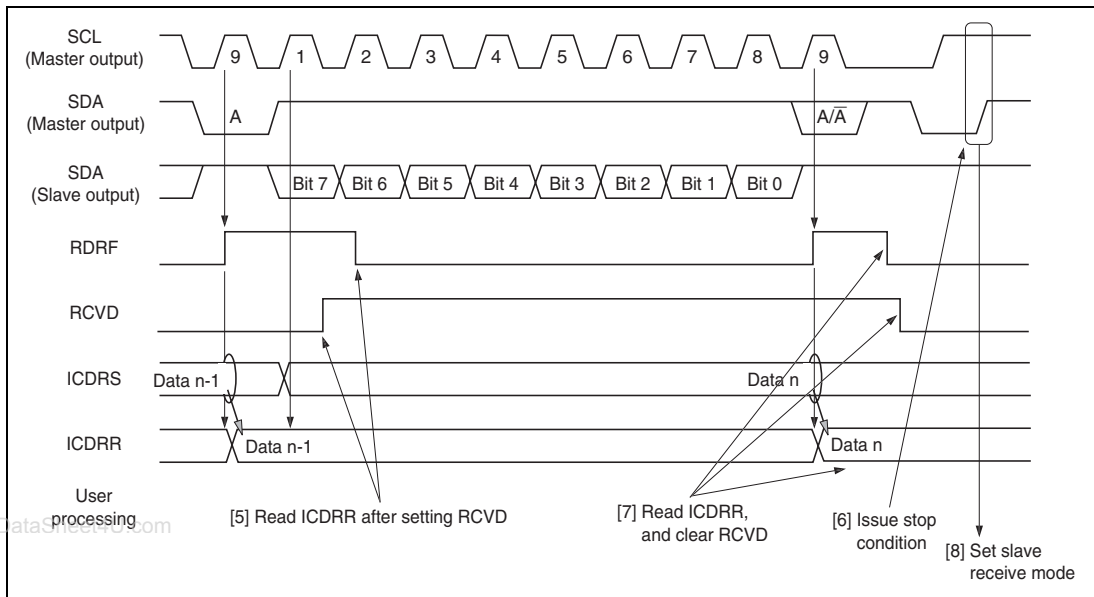 SCL
(Master output)
9 1 2 3 4 5 6 7 8 9
SDA
(Master output)
A A/A̅
SDA
(Slave output)
Bit 7 Bit 6 Bit 5 Bit 4 Bit 3 Bit 2 Bit 1 Bit 0
RDRF
RCVD
ICDRS
Data n-1 Data n
ICDRR
Data n-1 Data n
User
processing
[5] Read ICDRR after setting RCVD
[7] Read ICDRR,
and clear RCVD
[6] Issue stop
condition
[8] Set slave
receive mode
DataSheet4U.com